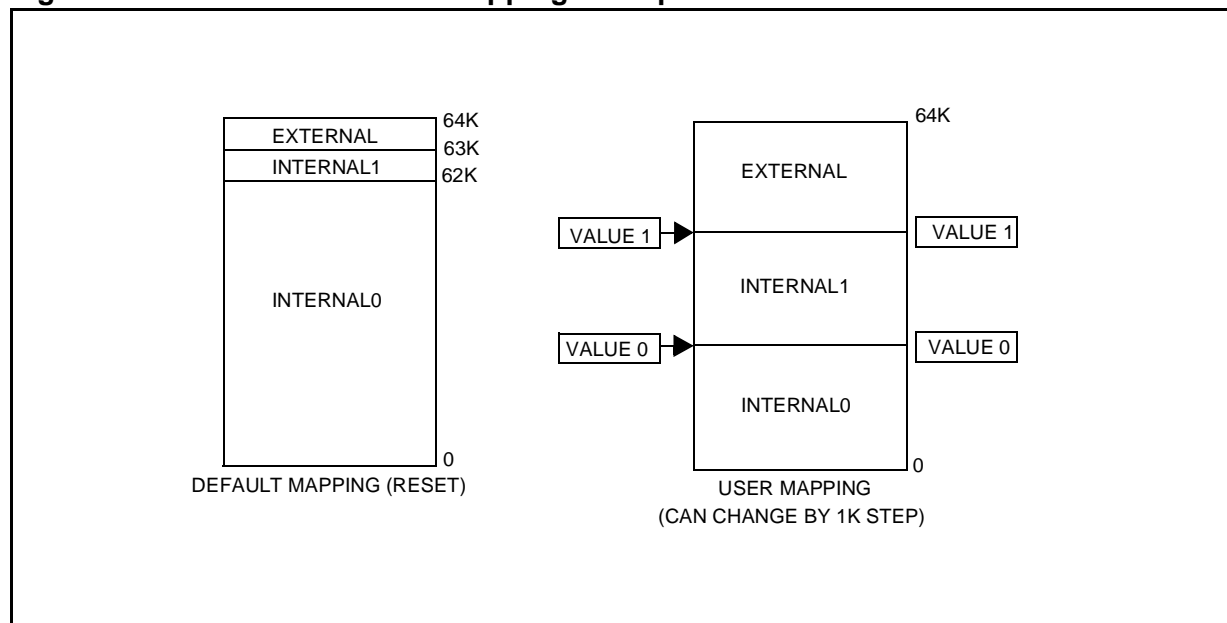 64K
EXTERNAL
63K
INTERNAL1
62K
INTERNAL0
0
DEFAULT MAPPING (RESET)
64K
EXTERNAL
VALUE 1
VALUE 1
INTERNAL1
VALUE 0
VALUE 0
INTERNAL0
0
USER MAPPING
(CAN CHANGE BY 1K STEP)